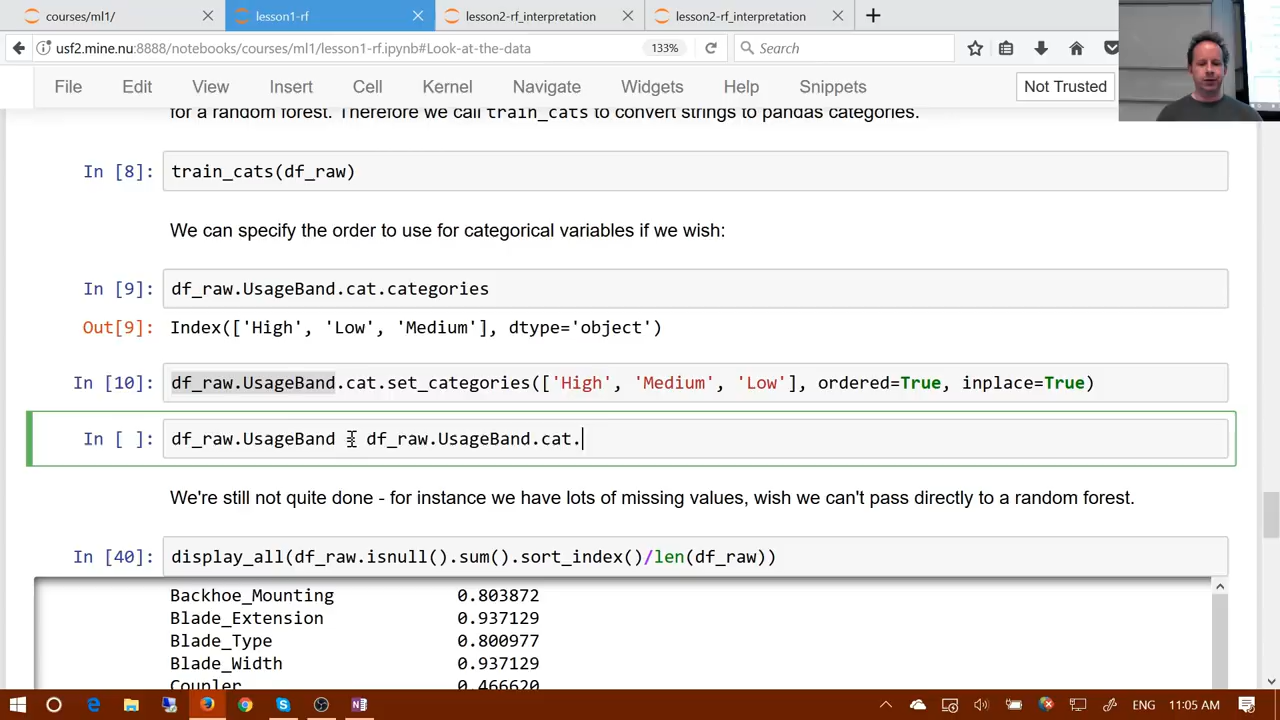 courses/ml1/
lesson1-rf
lesson2-rf_interpretation
lesson2-rf_interpretation
usf2.mine.nu:8888/notebooks/courses/ml1/lesson1-rf.ipynb#Look-at-the-data
133%
Search
File Edit View Insert Cell Kernel Navigate Widgets Help Snippets
Not Trusted
for a random forest. Therefore we call train_cats to convert strings to pandas categories.
In [8]: train_cats(df_raw)
We can specify the order to use for categorical variables if we wish:
In [9]: df_raw.UsageBand.cat.categories
Out[9]: Index(['High', 'Low', 'Medium'], dtype='object')
In [10]: df_raw.UsageBand.cat.set_categories(['High', 'Medium', 'Low'], ordered=True, inplace=True)
In [ ]: df_raw.UsageBand = df_raw.UsageBand.cat.
We're still not quite done - for instance we have lots of missing values, wish we can't pass directly to a random forest.
In [40]: display_all(df_raw.isnull().sum().sort_index()/len(df_raw))
Backhoe_Mounting 0.803872
Blade_Extension 0.937129
Blade_Type 0.800977
Blade_Width 0.937129
Coupler 0.466620
ENG
11:05 AM